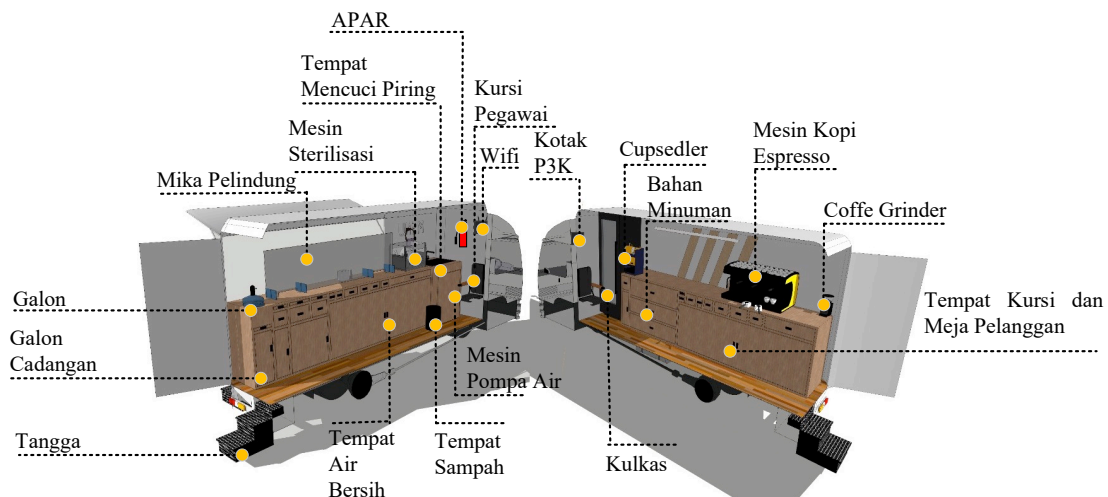 APAR
Tempat
Mencuci Piring
Mesin
Sterilisasi
Mika Pelindung
Kursi
Pegawai
Wifi
Kotak
P3K
Cupsedler
Bahan
Minuman
Mesin Kopi
Espresso
Coffe Grinder
Galon
Galon
Cadangan
Tangga
Tempat
Air
Bersih
Tempat
Sampah
Mesin
Pompa Air
Kulkas
Tempat Kursi dan
Meja Pelanggan